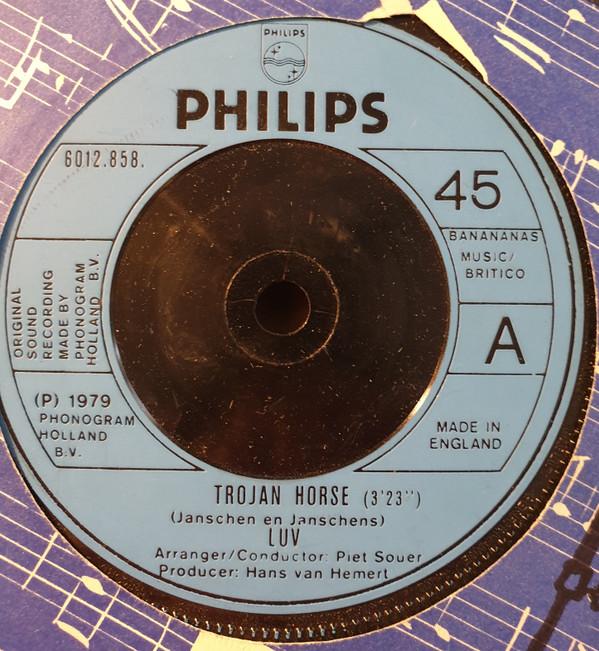 PHILIPS
PHILIPS
6012.858.
45
BANANANAS
MUSIC/
BRITICO
ORIGINAL
SOUND
RECORDING
MADE BY
PHONOGRAM
HOLLAND B.V.
A
(P) 1979
PHONOGRAM
HOLLAND
B.V.
MADE IN
ENGLAND
TROJAN HORSE (3'23'')
(Janschen en Janschens)
LUV
Arranger/Conductor: Piet Souer
Producer: Hans van Hemert